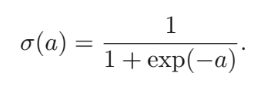 σ(a) = 1 / (1 + exp(−a)).